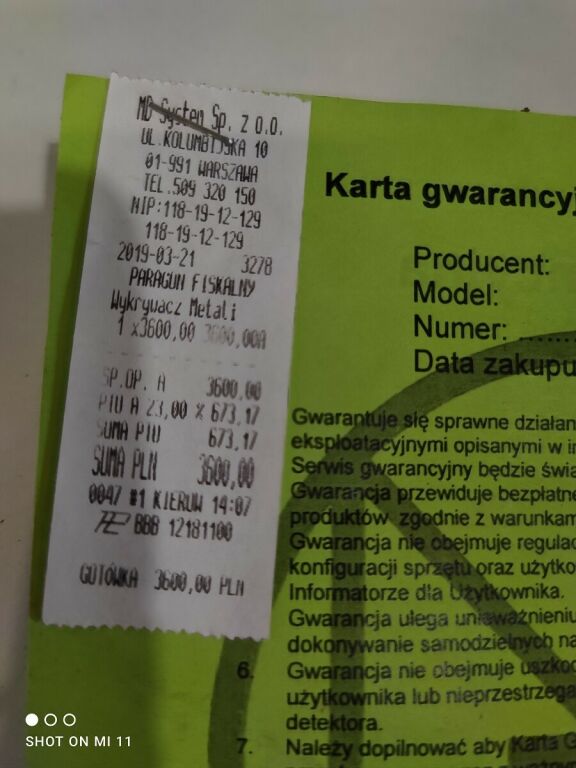 MD System Sp. z o.o.
UL.KOLUMBIJSKA 10
01-991 WARSZAWA
TEL.509 320 150
NIP:118-19-12-129
118-19-12-129
2019-03-21 3278
PARAGON FISKALNY
Wykrywacz Metali
1 x3600,00 3600,00A
SP.OP. A 3600,00
PTU A 23,00 % 673,17
SUMA PTU 673,17
SUMA PLN 3600,00
0047 #1 KIEROW 14:07
BBB 12181100
GOTÓWKA 3600,00 PLN
Karta gwarancyj
Producent:
Model:
Numer: ........
Data zakupu
Gwarantuje się sprawne działan
eksploatacyjnymi opisanymi w in
Serwis gwarancyjny będzie świa
Gwarancja przewiduje bezpłatne
produktów zgodnie z warunkam
Gwarancja nie obejmuje regulac
konfiguracji sprzętu oraz użytko
Informatorze dla Użytkownika.
Gwarancja ulega unieważnieniu
dokonywanie samodzielnych na
6. Gwarancja nie obejmuje uszko
użytkownika lub nieprzestrzega
detektora.
7. Należy dopilnować aby Karta G
SHOT ON MI 11